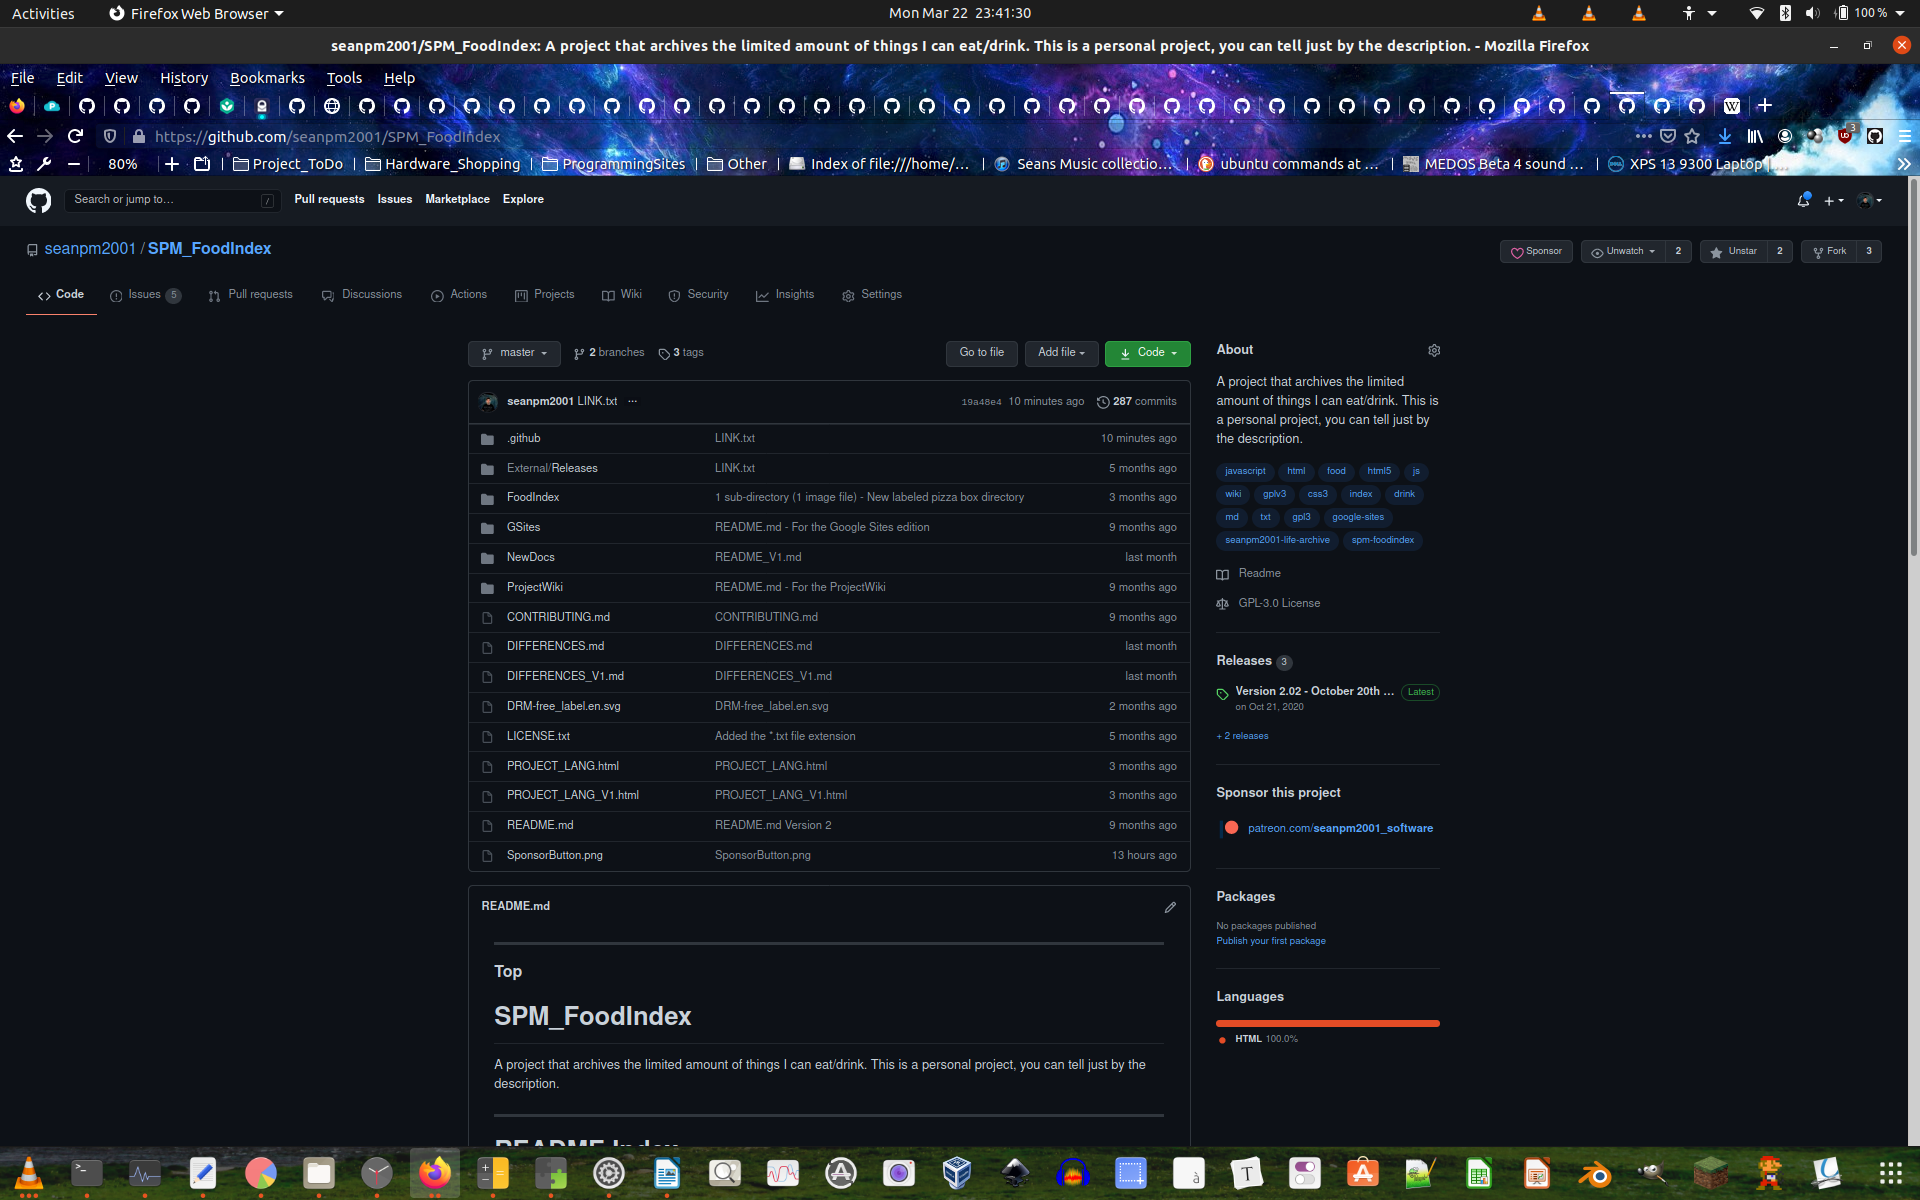 Activities
Firefox Web Browser
Mon Mar 22 23:41:30
100 %
seanpm2001/SPM_FoodIndex: A project that archives the limited amount of things I can eat/drink. This is a personal project, you can tell just by the description. - Mozilla Firefox
File Edit View History Bookmarks Tools Help
https://github.com/seanpm2001/SPM_FoodIndex
3
80%
Project_ToDo
Hardware_Shopping
ProgrammingSites
Other
Index of file:///home/...
Seans Music collectio...
ubuntu commands at ...
MEDOS Beta 4 sound ...
XPS 13 9300 Laptop
Search or jump to...
/
Pull requests
Issues
Marketplace
Explore
seanpm2001 / SPM_FoodIndex
Sponsor
Unwatch 2
Unstar 2
Fork 3
Code
Issues 5
Pull requests
Discussions
Actions
Projects
Wiki
Security
Insights
Settings
master
2 branches
3 tags
Go to file
Add file
Code
seanpm2001 LINK.txt ... 19a48e4 10 minutes ago 287 commits
.github LINK.txt 10 minutes ago
External/Releases LINK.txt 5 months ago
FoodIndex 1 sub-directory (1 image file) - New labeled pizza box directory 3 months ago
GSites README.md - For the Google Sites edition 9 months ago
NewDocs README_V1.md last month
ProjectWiki README.md - For the ProjectWiki 9 months ago
CONTRIBUTING.md CONTRIBUTING.md 9 months ago
DIFFERENCES.md DIFFERENCES.md last month
DIFFERENCES_V1.md DIFFERENCES_V1.md last month
DRM-free_label.en.svg DRM-free_label.en.svg 2 months ago
LICENSE.txt Added the *.txt file extension 5 months ago
PROJECT_LANG.html PROJECT_LANG.html 3 months ago
PROJECT_LANG_V1.html PROJECT_LANG_V1.html 3 months ago
README.md README.md Version 2 9 months ago
SponsorButton.png SponsorButton.png 13 hours ago
README.md
Top
SPM_FoodIndex
A project that archives the limited amount of things I can eat/drink. This is a personal project, you can tell just by the
description.
README Index
About
A project that archives the limited
amount of things I can eat/drink. This is
a personal project, you can tell just by
the description.
javascript html food html5 js
wiki gplv3 css3 index drink
md txt gpl3 google-sites
seanpm2001-life-archive spm-foodindex
Readme
GPL-3.0 License
Releases 3
Version 2.02 - October 20th ... Latest
on Oct 21, 2020
+ 2 releases
Sponsor this project
patreon.com/seanpm2001_software
Packages
No packages published
Publish your first package
Languages
HTML 100.0%